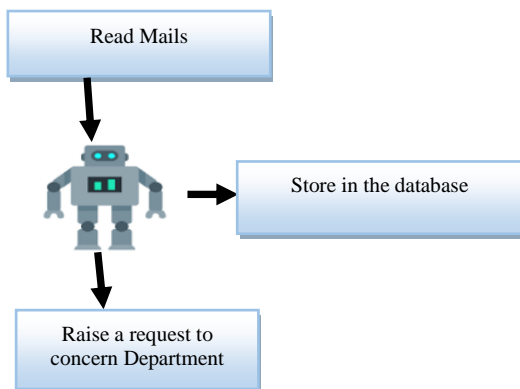 Read Mails
Store in the database
Raise a request to
concern Department